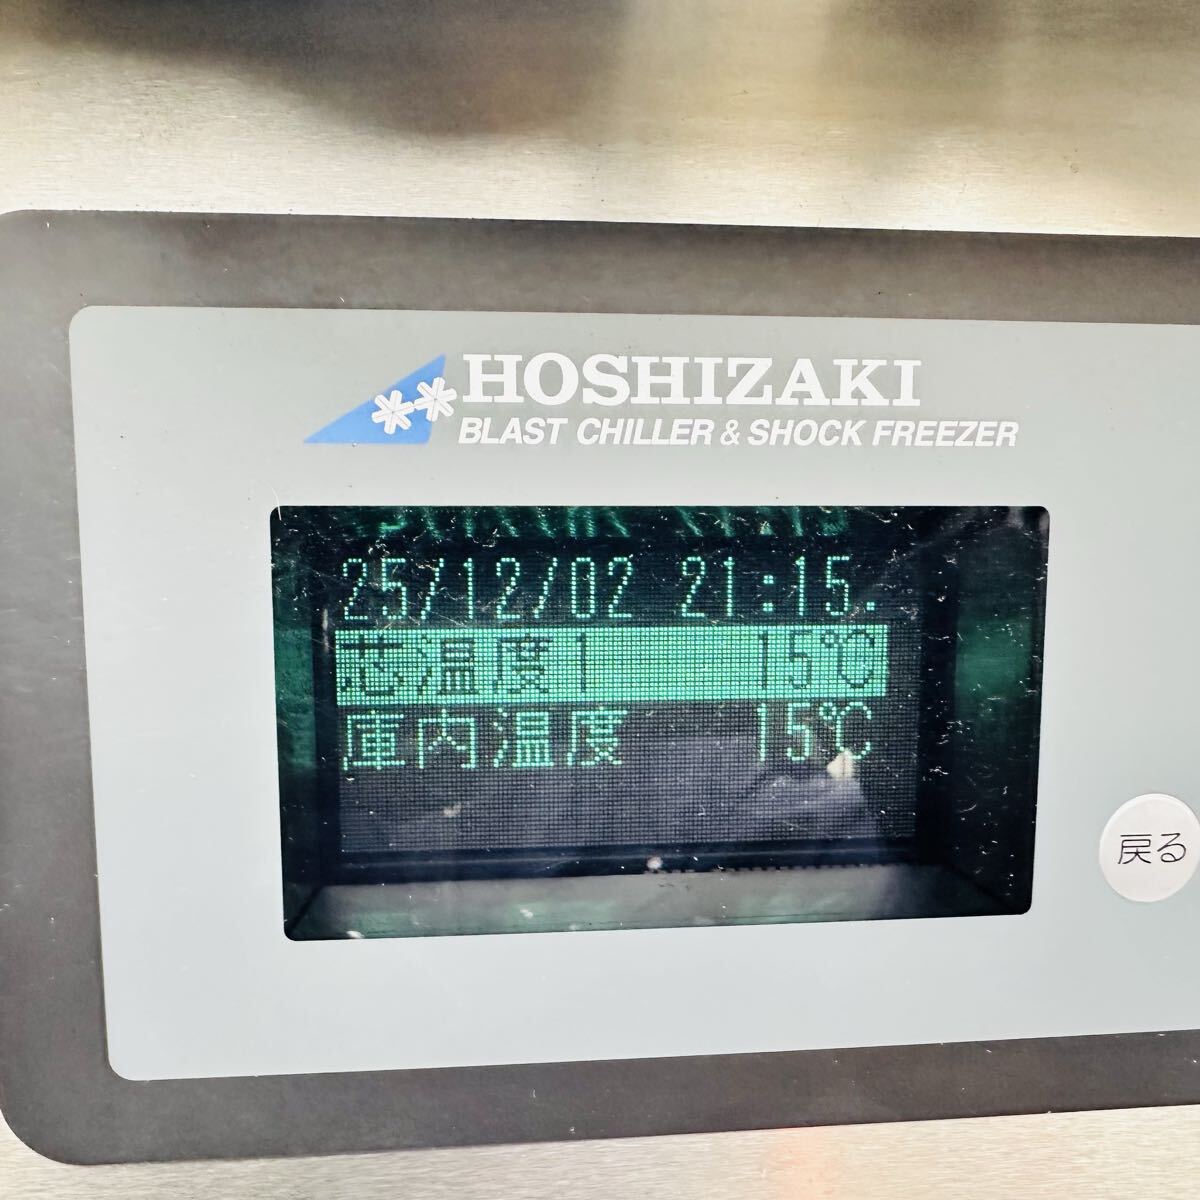 HOSHIZAKI
BLAST CHILLER & SHOCK FREEZER
25/12/02 21:15.
芯温度1 15℃
庫内温度 15℃
戻る